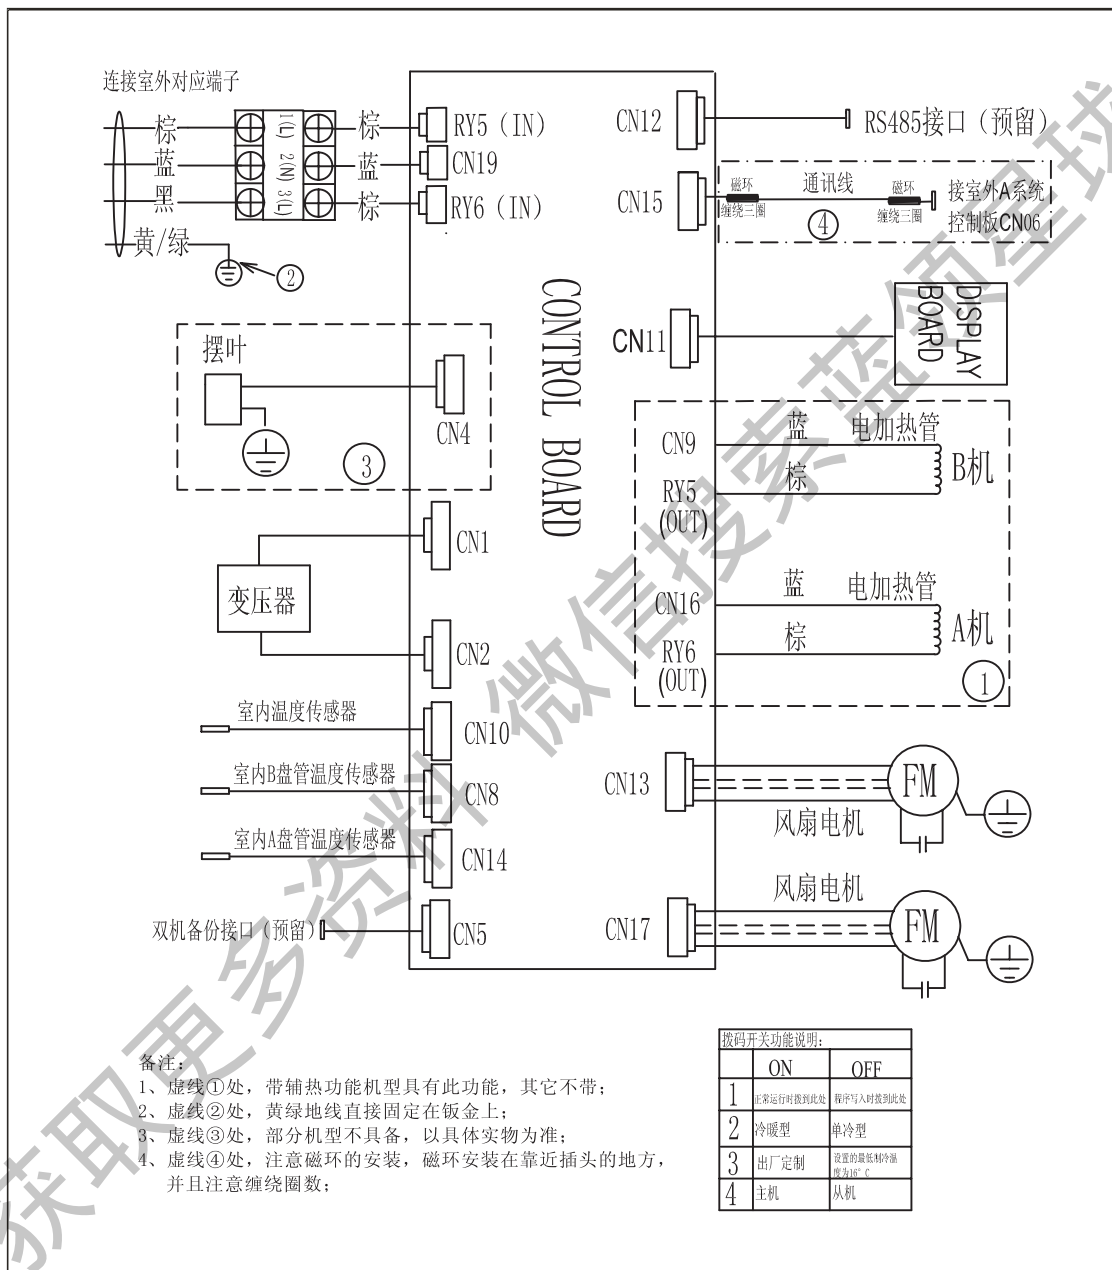 连接室外对应端子
棕
蓝
黑
黄/绿
1(L)
2(N)
3(L)
棕
蓝
棕
RY5 (IN)
CN19
RY6 (IN)
②
CN12
RS485接口 (预留)
CN15
磁环
缠绕三圈
通讯线
④
磁环
缠绕三圈
接室外A系统
控制板CN06
CONTROL BOARD
CN11
DISPLAY
BOARD
摆叶
CN4
③
CN9
蓝
电加热管
RY5
(OUT)
棕
B机
CN16
蓝
电加热管
RY6
(OUT)
棕
A机
①
变压器
CN1
CN2
室内温度传感器
CN10
室内B盘管温度传感器
CN8
室内A盘管温度传感器
CN14
双机备份接口 (预留)
CN5
CN13
FM
风扇电机
风扇电机
CN17
FM
备注:
1、虚线①处，带辅热功能机型具有此功能，其它不带;
2、虚线②处，黄绿地线直接固定在钣金上;
3、虚线③处，部分机型不具备，以具体实物为准;
4、虚线④处，注意磁环的安装，磁环安装在靠近插头的地方，
并且注意缠绕圈数;
拨码开关功能说明:
ON OFF
1 正常运行时拨到此处 程序写入时拨到此处
2 冷暖型 单冷型
3 出厂定制 设置的最低制冷温
度为16°C
4 主机 从机
获取更多资料 微信搜索蓝领星球